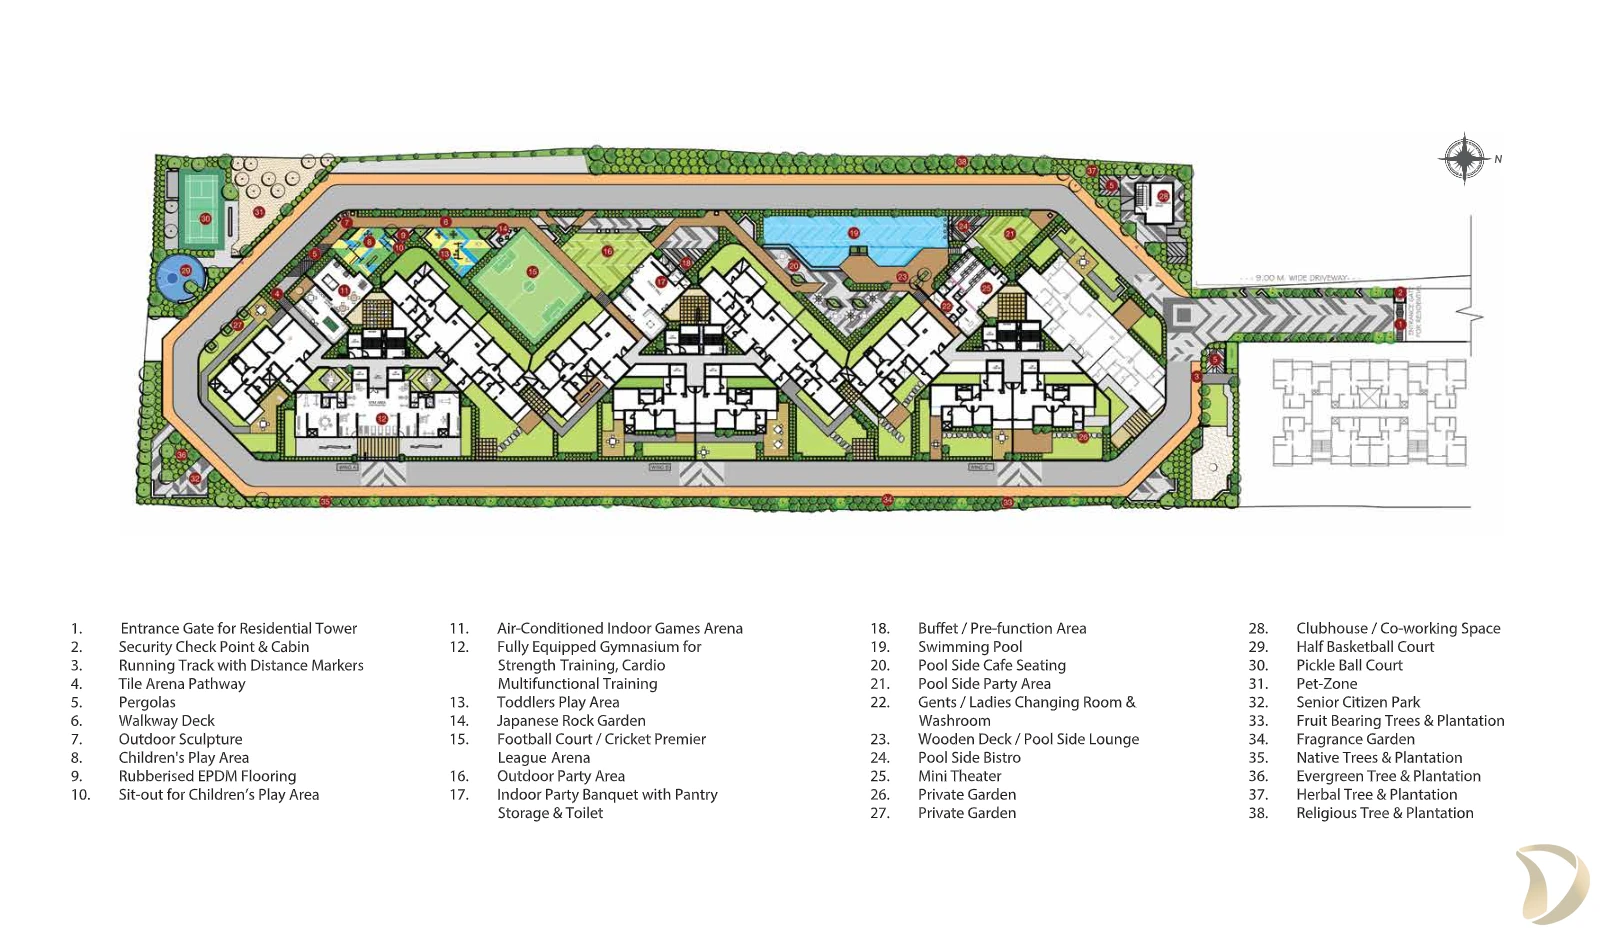 N
9.00 M. WIDE DRIVEWAY
ENTRANCE GATE
FOR RESIDENTIAL
WING A
WING B
WING C
1. Entrance Gate for Residential Tower
2. Security Check Point & Cabin
3. Running Track with Distance Markers
4. Tile Arena Pathway
5. Pergolas
6. Walkway Deck
7. Outdoor Sculpture
8. Children's Play Area
9. Rubberised EPDM Flooring
10. Sit-out for Children's Play Area
11. Air-Conditioned Indoor Games Arena
12. Fully Equipped Gymnasium for
Strength Training, Cardio
Multifunctional Training
13. Toddlers Play Area
14. Japanese Rock Garden
15. Football Court / Cricket Premier
League Arena
16. Outdoor Party Area
17. Indoor Party Banquet with Pantry
Storage & Toilet
18. Buffet / Pre-function Area
19. Swimming Pool
20. Pool Side Cafe Seating
21. Pool Side Party Area
22. Gents / Ladies Changing Room &
Washroom
23. Wooden Deck / Pool Side Lounge
24. Pool Side Bistro
25. Mini Theater
26. Private Garden
27. Private Garden
28. Clubhouse / Co-working Space
29. Half Basketball Court
30. Pickle Ball Court
31. Pet-Zone
32. Senior Citizen Park
33. Fruit Bearing Trees & Plantation
34. Fragrance Garden
35. Native Trees & Plantation
36. Evergreen Tree & Plantation
37. Herbal Tree & Plantation
38. Religious Tree & Plantation